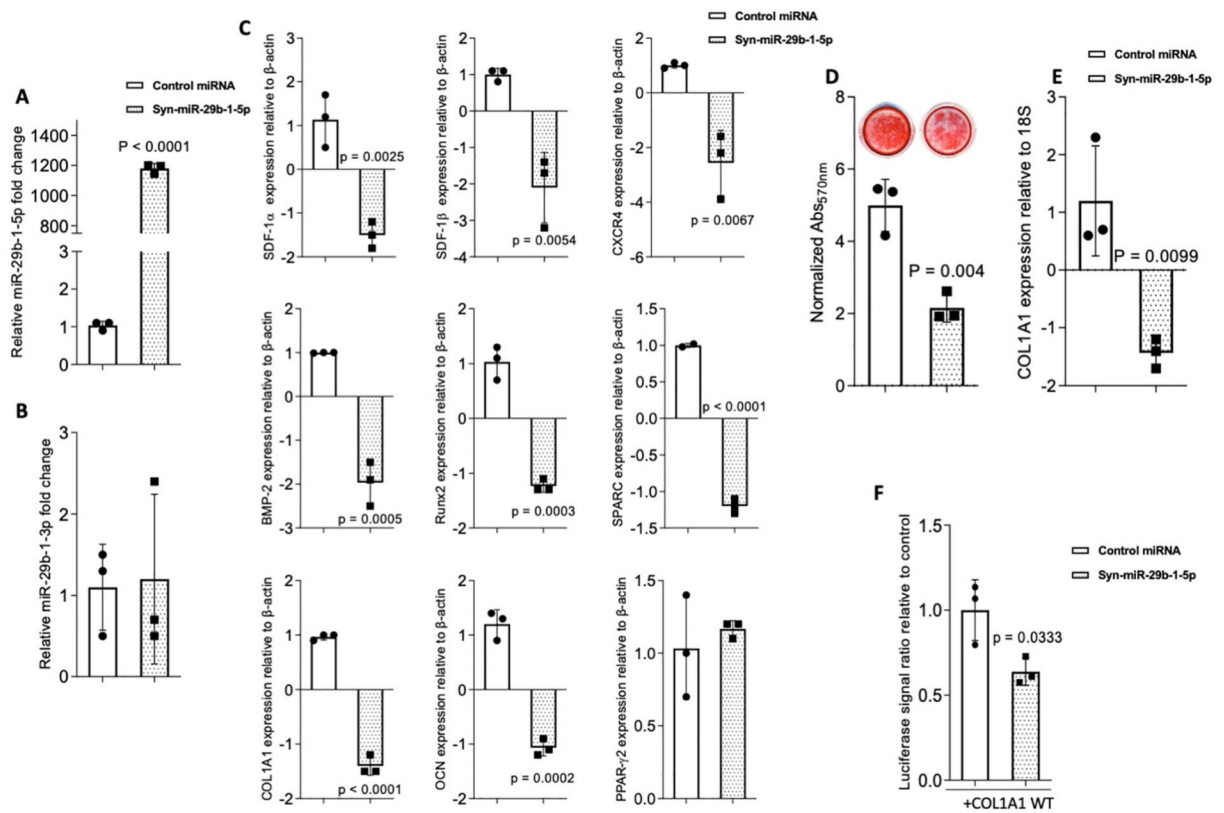 A
Control miRNA
Syn-miR-29b-1-5p
Relative miR-29b-1-5p fold change
1400
1200
1000
800
600
3
2
1
0
P < 0.0001
B
Relative miR-29b-1-3p fold change
3
2
1
0
C
Control miRNA
Syn-miR-29b-1-5p
SDF-1α expression relative to β-actin
3
2
1
0
-1
-2
p = 0.0025
SDF-1β expression relative to β-actin
2
1
0
-1
-2
-3
-4
p = 0.0054
CXCR4 expression relative to β-actin
2
0
-2
-4
-6
p = 0.0067
BMP-2 expression relative to β-actin
2
1
0
-1
-2
-3
p = 0.0005
Runx2 expression relative to β-actin
2
1
0
-1
-2
p = 0.0003
SPARC expression relative to β-actin
1.5
1.0
0.5
0.0
-0.5
-1.0
-1.5
p < 0.0001
COL1A1 expression relative to β-actin
2
1
0
-1
-2
p < 0.0001
OCN expression relative to β-actin
2
1
0
-1
-2
p = 0.0002
PPAR-γ2 expression relative to β-actin
1.5
1.0
0.5
0.0
D
Normalized Abs570nm
8
6
4
2
0
P = 0.004
E
Control miRNA
Syn-miR-29b-1-5p
COL1A1 expression relative to 18S
3
2
1
0
-1
-2
P = 0.0099
F
Control miRNA
Syn-miR-29b-1-5p
Luciferase signal ratio relative to control
1.5
1.0
0.5
0.0
p = 0.0333
+COL1A1 WT